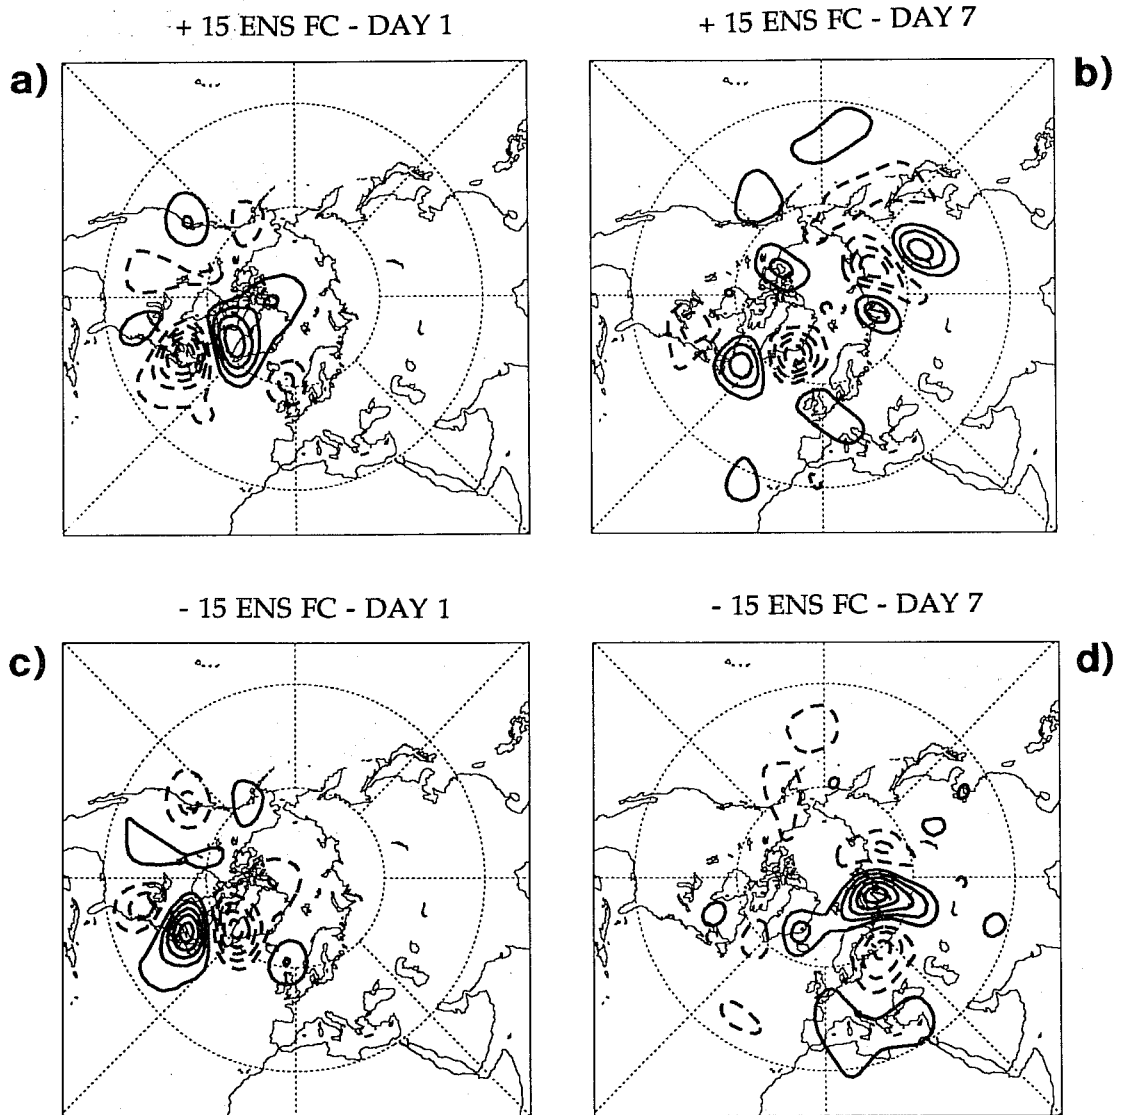 + 15 ENS FC - DAY 1
+ 15 ENS FC - DAY 7
a)
b)
- 15 ENS FC - DAY 1
- 15 ENS FC - DAY 7
c)
d)